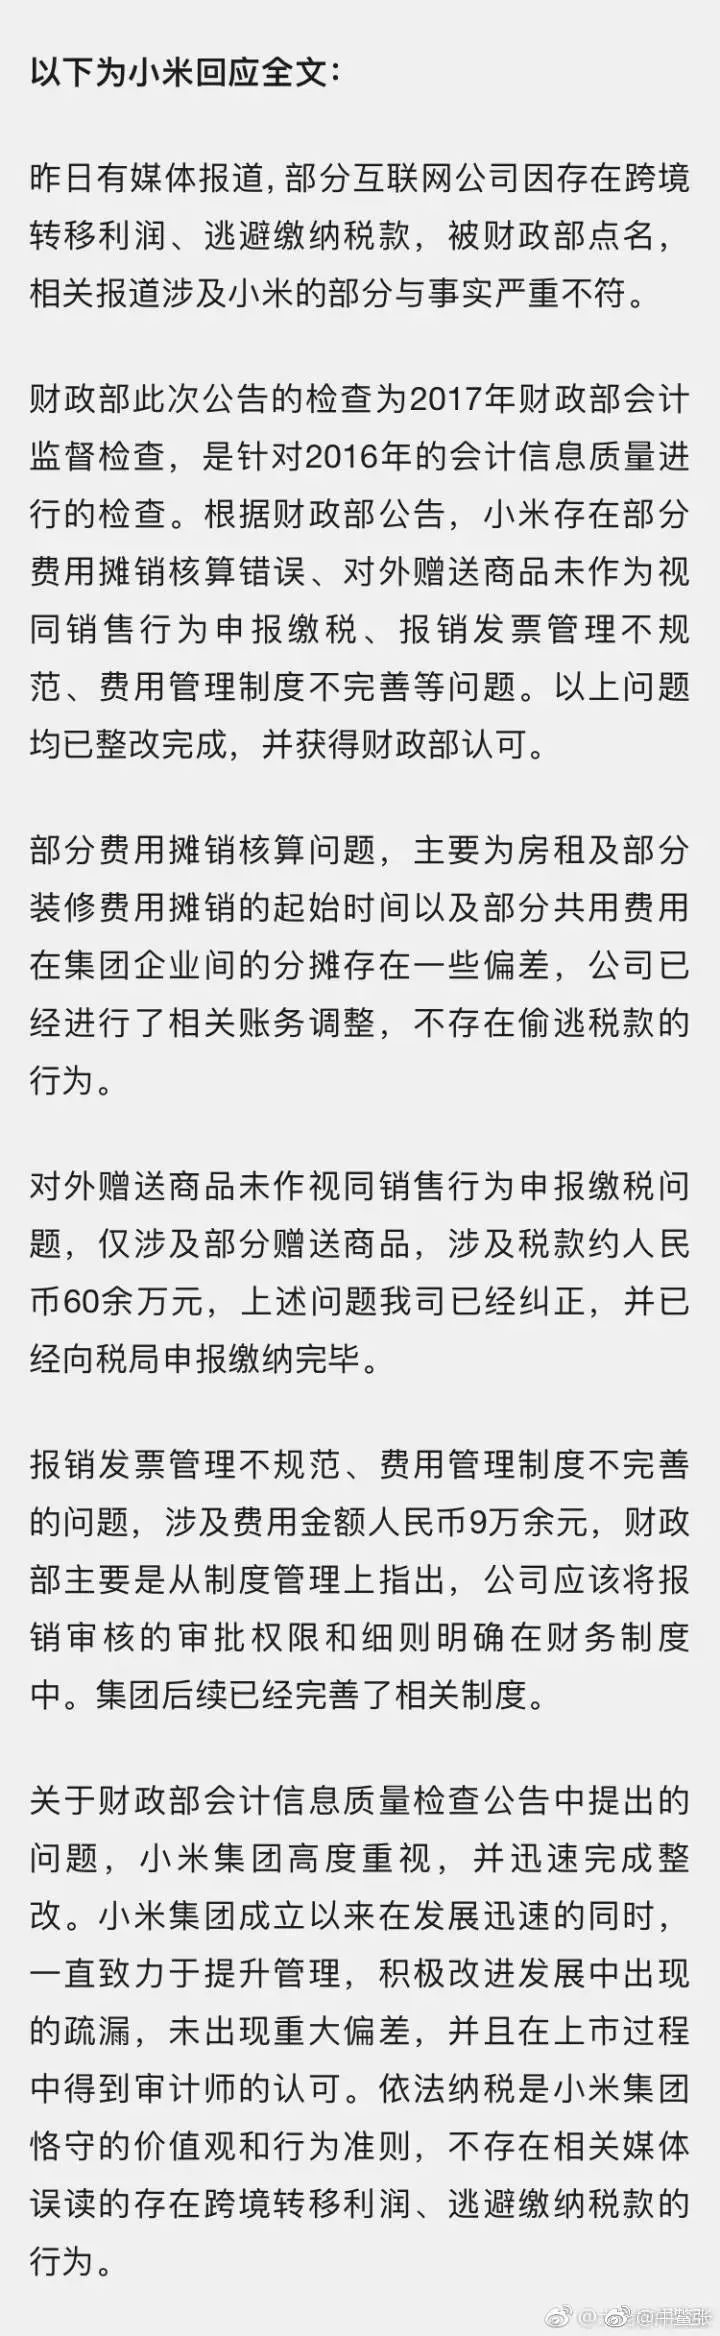 以下为小米回应全文：
昨日有媒体报道, 部分互联网公司因存在跨境
转移利润、逃避缴纳税款，被财政部点名，
相关报道涉及小米的部分与事实严重不符。
财政部此次公告的检查为2017年财政部会计
监督检查，是针对2016年的会计信息质量进
行的检查。根据财政部公告，小米存在部分
费用摊销核算错误、对外赠送商品未作为视
同销售行为申报缴税、报销发票管理不规
范、费用管理制度不完善等问题。以上问题
均已整改完成，并获得财政部认可。
部分费用摊销核算问题，主要为房租及部分
装修费用摊销的起始时间以及部分共用费用
在集团企业间的分摊存在一些偏差，公司已
经进行了相关账务调整，不存在偷逃税款的
行为。
对外赠送商品未作视同销售行为申报缴税问
题，仅涉及部分赠送商品，涉及税款约人民
币60余万元，上述问题我司已经纠正，并已
经向税局申报缴纳完毕。
报销发票管理不规范、费用管理制度不完善
的问题，涉及费用金额人民币9万余元，财政
部主要是从制度管理上指出，公司应该将报
销审核的审批权限和细则明确在财务制度
中。集团后续已经完善了相关制度。
关于财政部会计信息质量检查公告中提出的
问题，小米集团高度重视，并迅速完成整
改。小米集团成立以来在发展迅速的同时，
一直致力于提升管理，积极改进发展中出现
的疏漏，未出现重大偏差，并且在上市过程
中得到审计师的认可。依法纳税是小米集团
恪守的价值观和行为准则，不存在相关媒体
误读的存在跨境转移利润、逃避缴纳税款的
行为。